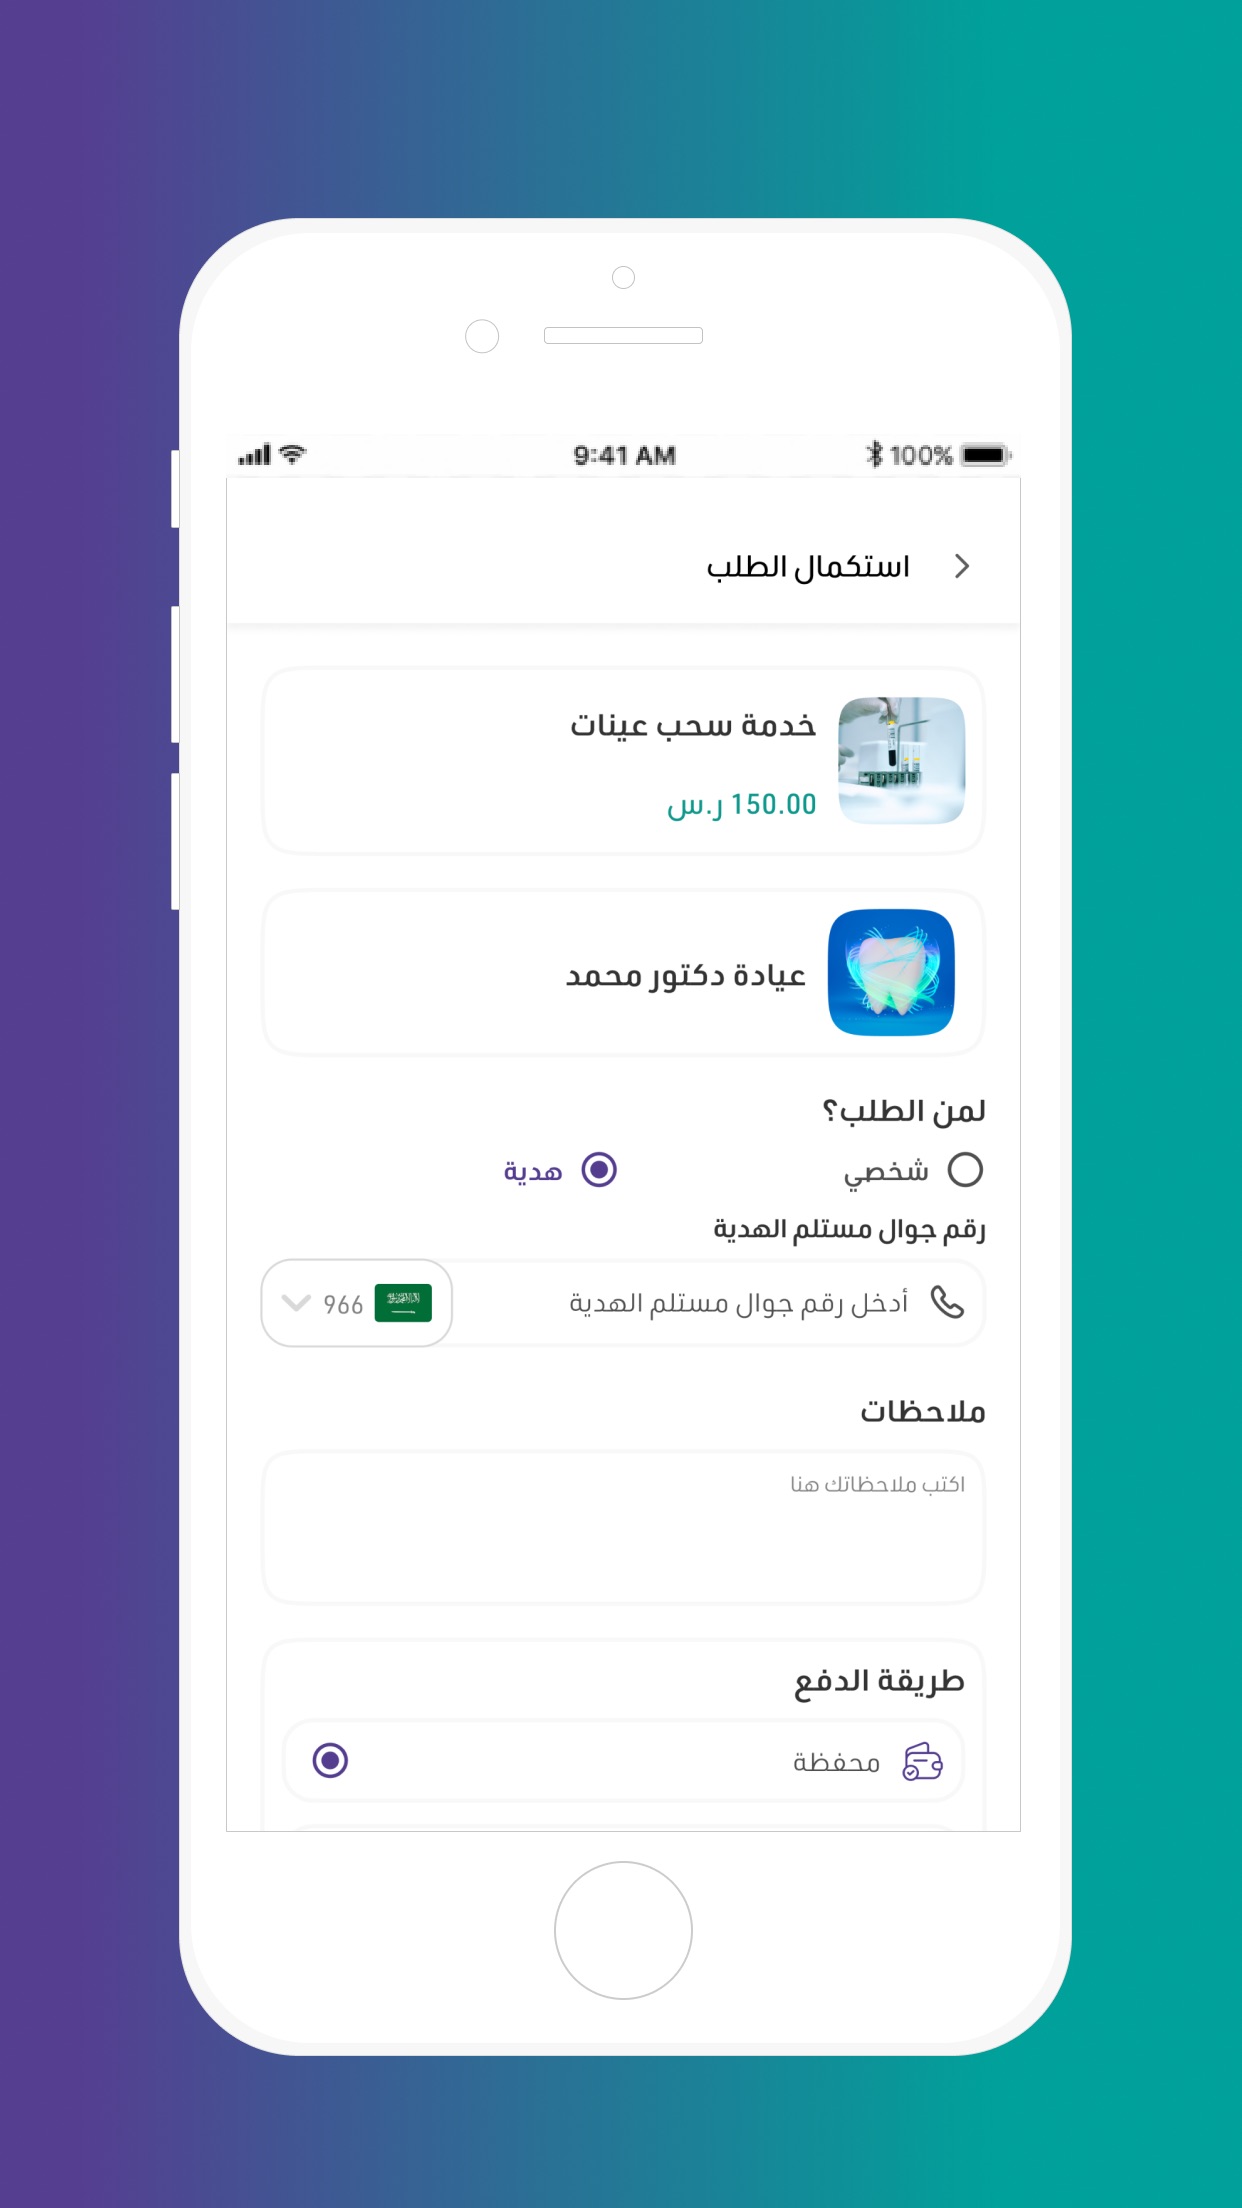 9:41 AM
100%
استكمال الطلب
خدمة سحب عينات
150.00 ر.س
عيادة دكتور محمد
لمن الطلب؟
شخصي
هدية
رقم جوال مستلم الهدية
أدخل رقم جوال مستلم الهدية
966
ملاحظات
اكتب ملاحظاتك هنا
طريقة الدفع
محفظة